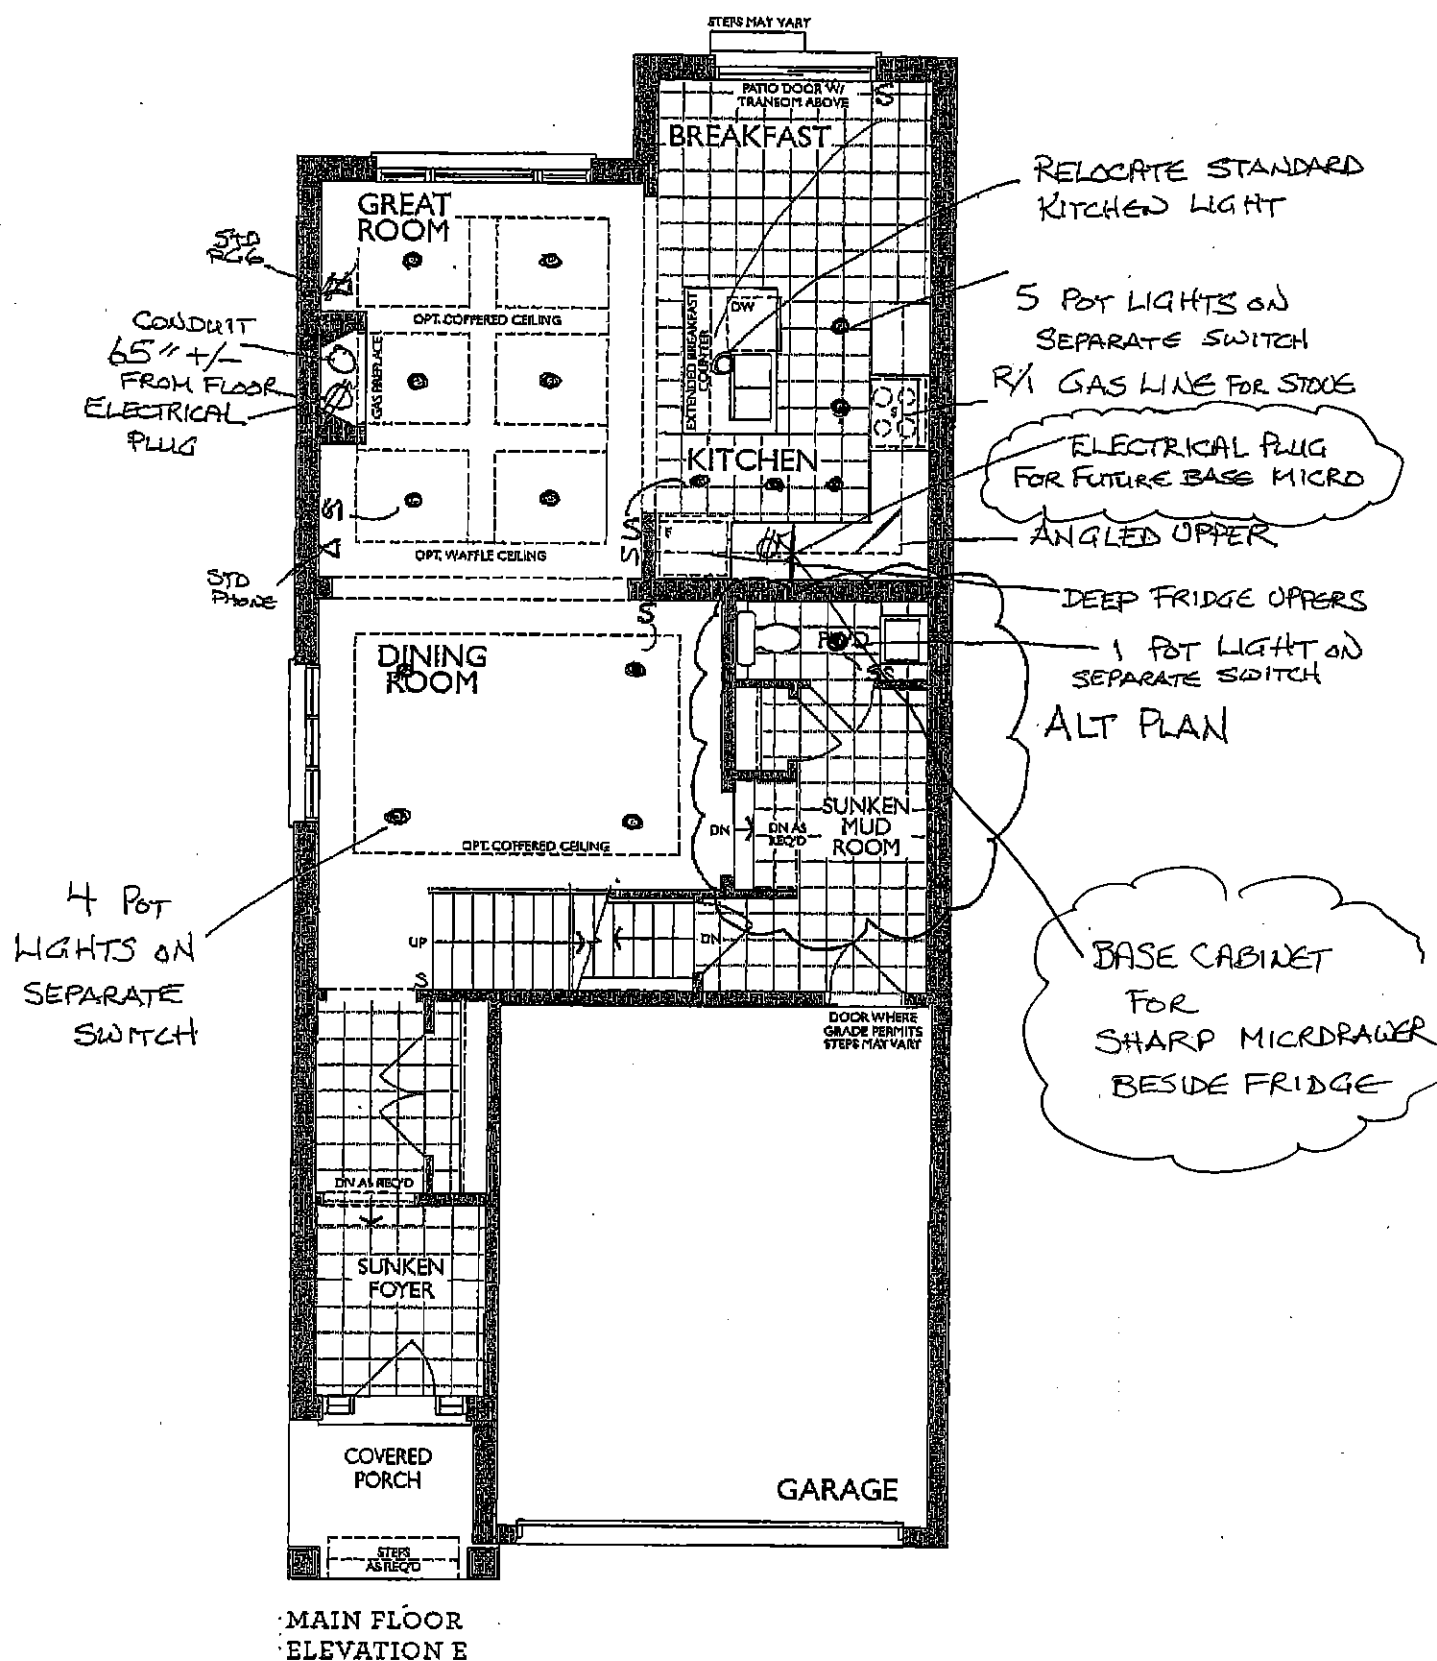 STEPS MAY VARY
PATIO DOOR W/
TRANSOM ABOVE
S
BREAKFAST
RELOCATE STANDARD
KITCHEN LIGHT
GREAT
ROOM
STD
RG6
5 POT LIGHTS ON
SEPARATE SWITCH
DW
OPT. COFFERED CEILING
EXTENDED BREAKFAST
COUNTER
CONDUIT
65" +/-
FROM FLOOR
ELECTRICAL
PLUG
GAS FIREPLACE
R/I GAS LINE FOR STOVE
S
ELECTRICAL PLUG
FOR FUTURE BASE MICRO
KITCHEN
S
S
S
F
ANGLED UPPER
OPT. WAFFLE CEILING
STD
PHONE
DEEP FRIDGE UPPERS
S
PWD
1 POT LIGHT ON
SEPARATE SWITCH
S S
ALT PLAN
DINING
ROOM
SUNKEN
MUD
ROOM
DN
DN AS
REQ'D
OPT. COFFERED CEILING
4 POT
LIGHTS ON
SEPARATE
SWITCH
UP
DN
S
BASE CABINET
FOR
SHARP MICRDRAWER
BESIDE FRIDGE
DOOR WHERE
GRADE PERMITS
STEPS MAY VARY
DN AS REQ'D
SUNKEN
FOYER
COVERED
PORCH
GARAGE
STEPS
AS REQ'D
MAIN FLOOR
ELEVATION E